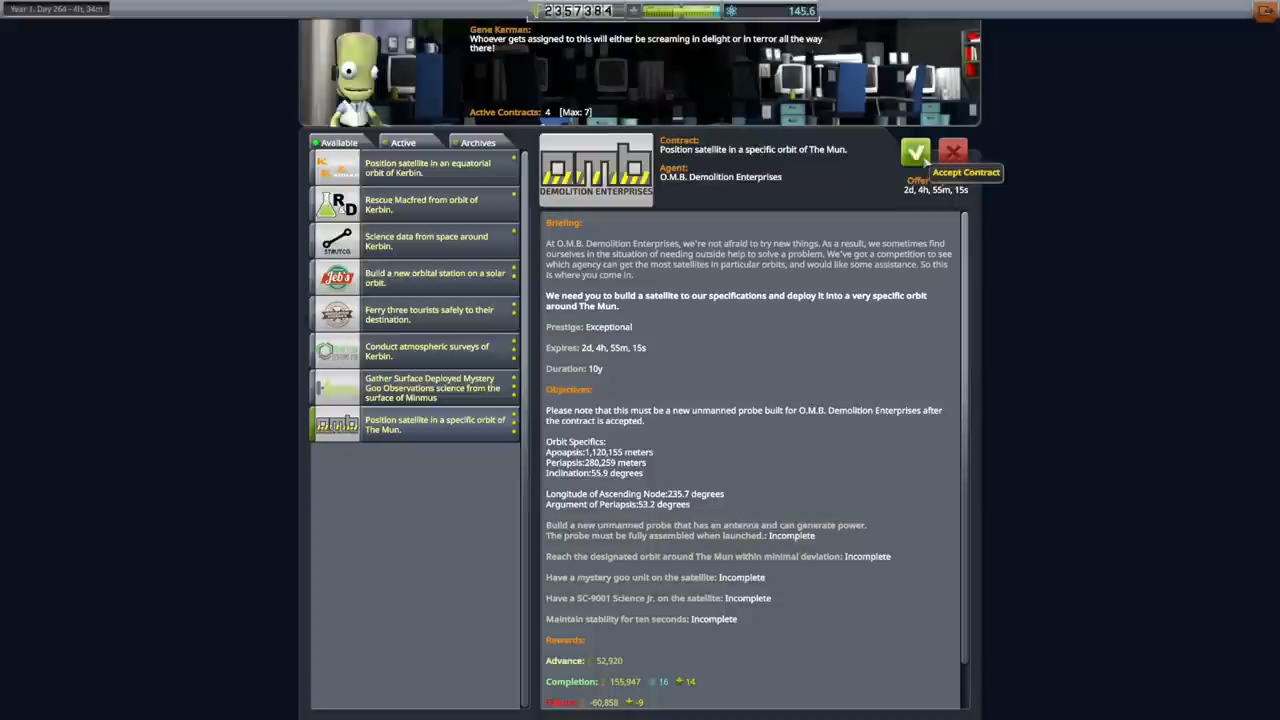 Year 1, Day 264 - 4h, 34m
2357384
145.6
Gene Kerman:
Whoever gets assigned to this will either be screaming in delight or in terror all the way
there!
Active Contracts: 4 [Max: 7]
Available
Active
Archives
Position satellite in an equatorial
orbit of Kerbin.
R&D
Rescue Macfred from orbit of
Kerbin.
STRUTCO
Science data from space around
Kerbin.
Jeb's
Build a new orbital station on a solar
orbit.
Ferry three tourists safely to their
destination.
Conduct atmospheric surveys of
Kerbin.
Gather Surface Deployed Mystery
Goo Observations science from the
surface of Minmus
omb
Position satellite in a specific orbit of
The Mun.
omb
DEMOLITION ENTERPRISES
Contract:
Position satellite in a specific orbit of The Mun.
Agent:
O.M.B. Demolition Enterprises
Accept Contract
2d, 4h, 55m, 15s
Briefing:
At O.M.B. Demolition Enterprises, we're not afraid to try new things. As a result, we sometimes find
ourselves in the situation of needing outside help to solve a problem. We've got a competition to see
which agency can get the most satellites in particular orbits, and would like some assistance. So this
is where you come in.
We need you to build a satellite to our specifications and deploy it into a very specific orbit
around The Mun.
Prestige: Exceptional
Expires: 2d, 4h, 55m, 15s
Duration: 10y
Objectives:
Please note that this must be a new unmanned probe built for O.M.B. Demolition Enterprises after
the contract is accepted.
Orbit Specifics:
Apoapsis:1,120,155 meters
Periapsis:280,259 meters
Inclination:55.9 degrees
Longitude of Ascending Node:235.7 degrees
Argument of Periapsis:53.2 degrees
Build a new unmanned probe that has an antenna and can generate power.
The probe must be fully assembled when launched.: Incomplete
Reach the designated orbit around The Mun within minimal deviation: Incomplete
Have a mystery goo unit on the satellite: Incomplete
Have a SC-9001 Science Jr. on the satellite: Incomplete
Maintain stability for ten seconds: Incomplete
Rewards:
Advance: 52,920
Completion: 155,947 16 14
Failure: -60,858 -9